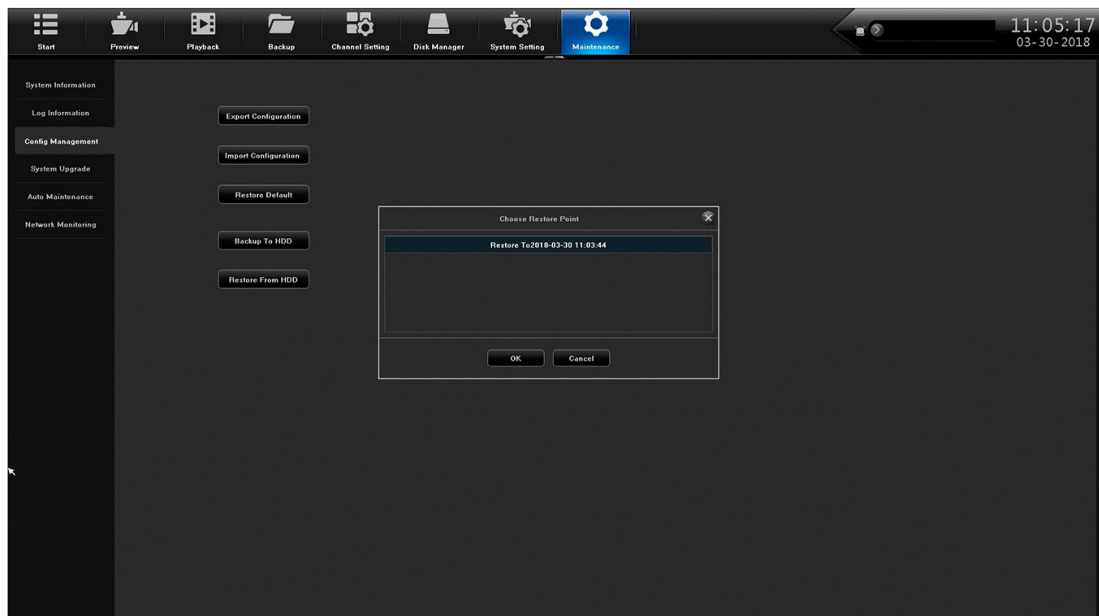 Start Preview Playback Backup Channel Setting Disk Manager System Setting Maintenance
11:05:17
03-30-2018
System Information
Log Information
Config Management
System Upgrade
Auto Maintenance
Network Monitoring
Export Configuration
Import Configuration
Restore Default
Backup To HDD
Restore From HDD
Choose Restore Point
Restore To2018-03-30 11:03:44
OK Cancel